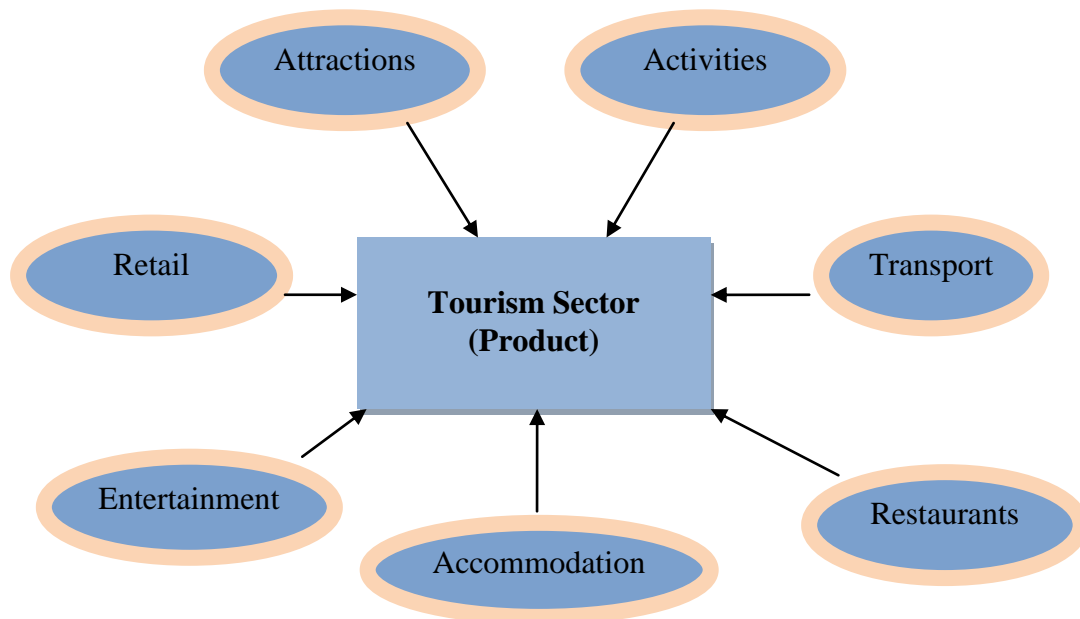 Attractions
Activities
Retail
Transport
Tourism Sector
(Product)
Entertainment
Restaurants
Accommodation